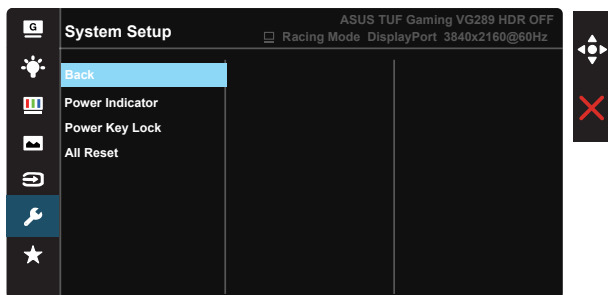 G
System Setup
ASUS TUF Gaming VG289 HDR OFF
Racing Mode DisplayPort 3840x2160@60Hz
Back
Power Indicator
Power Key Lock
All Reset